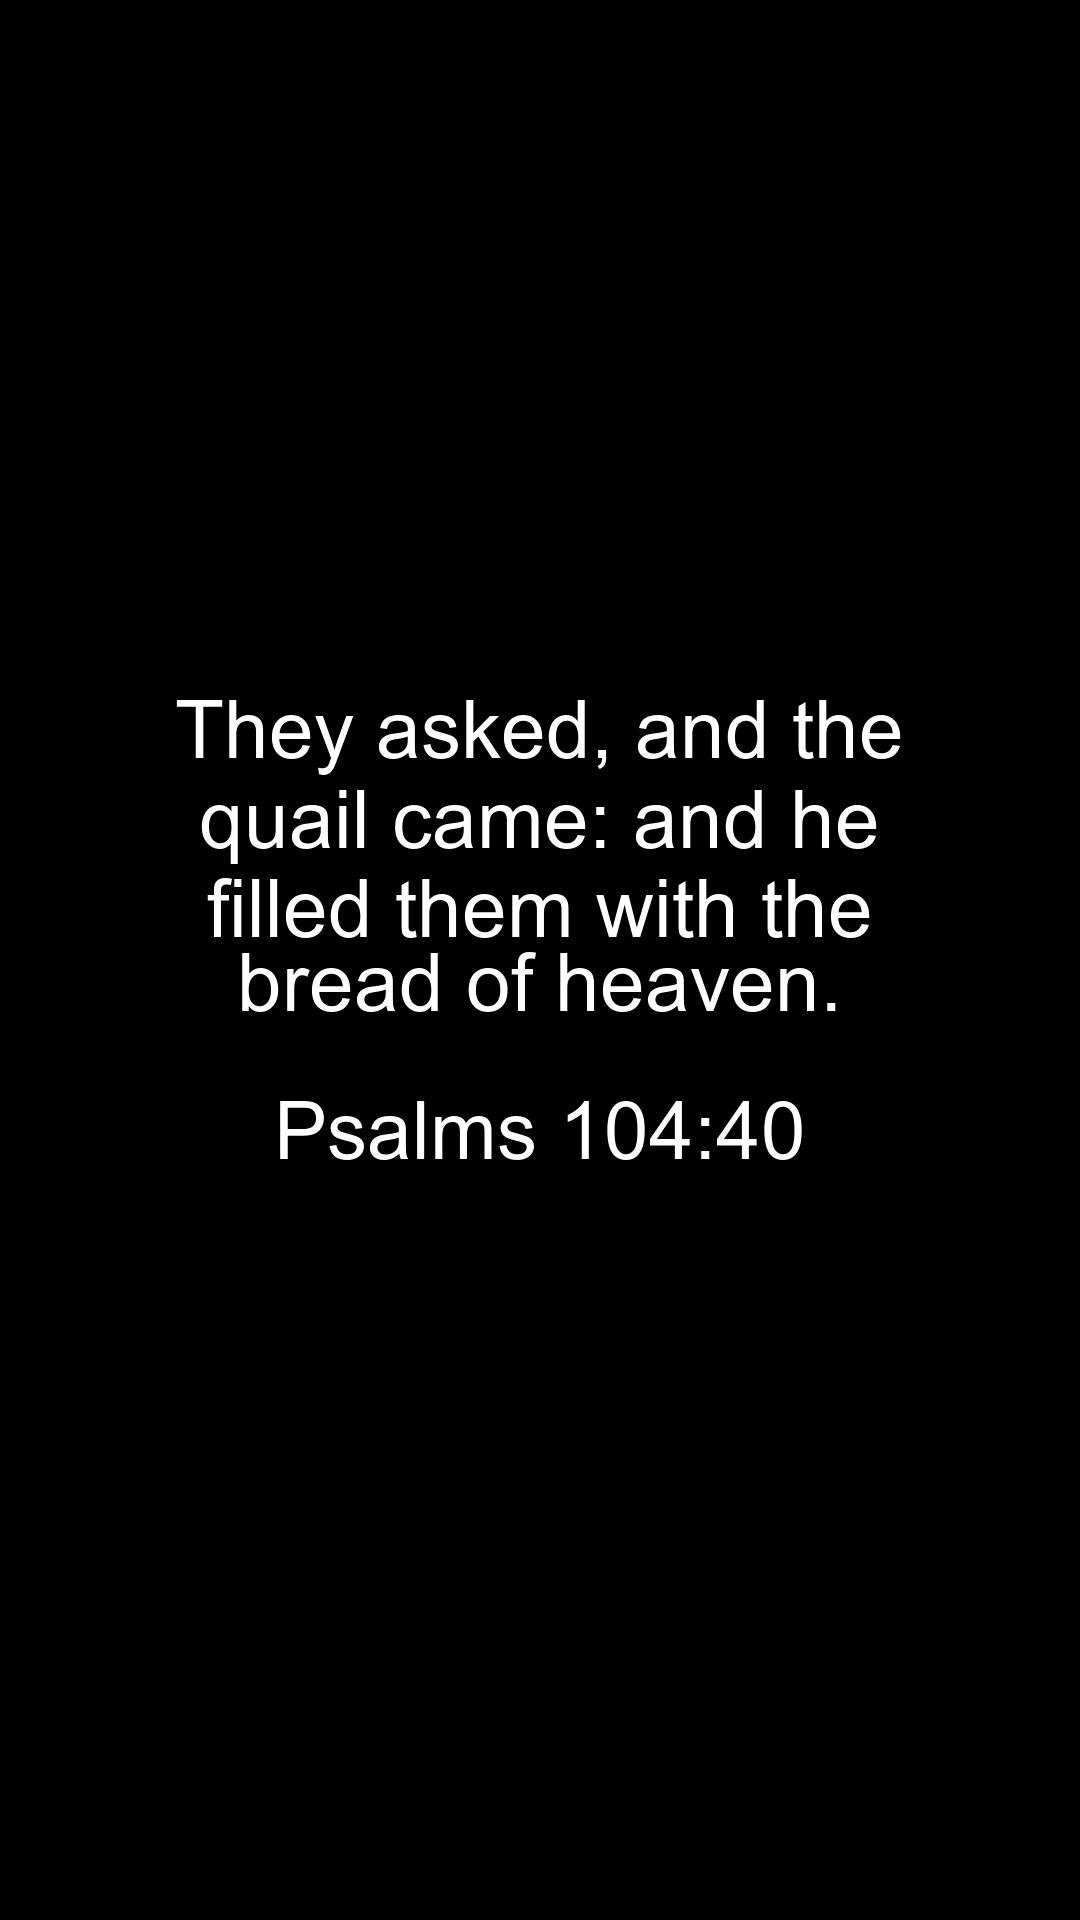 They asked, and the
quail came: and he
filled them with the
bread of heaven.
Psalms 104:40